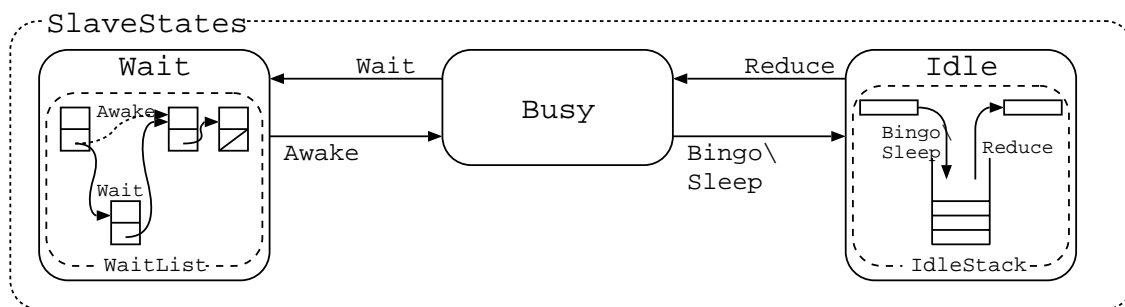 SlaveStates
Wait
Awake
Wait
WaitList
Wait
Awake
Busy
Reduce
Bingo\
Sleep
Idle
Bingo\
Sleep
Reduce
IdleStack